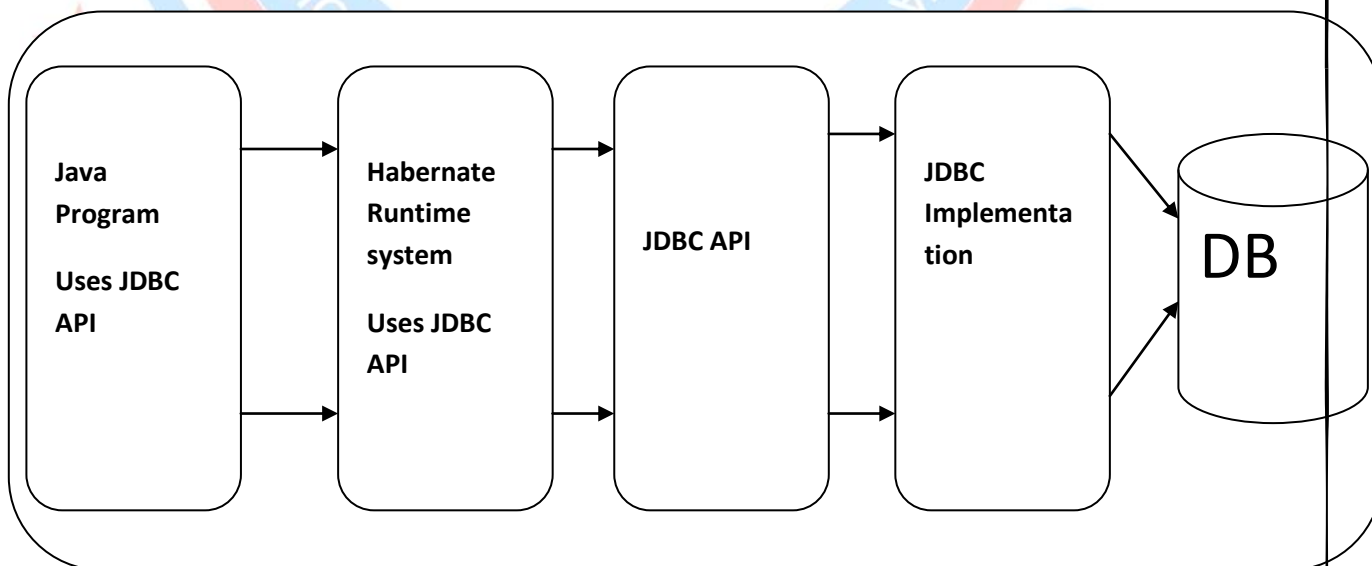 Java
Program
Uses JDBC
API
Habernate
Runtime
system
Uses JDBC
API
JDBC API
JDBC
Implementa
tion
DB